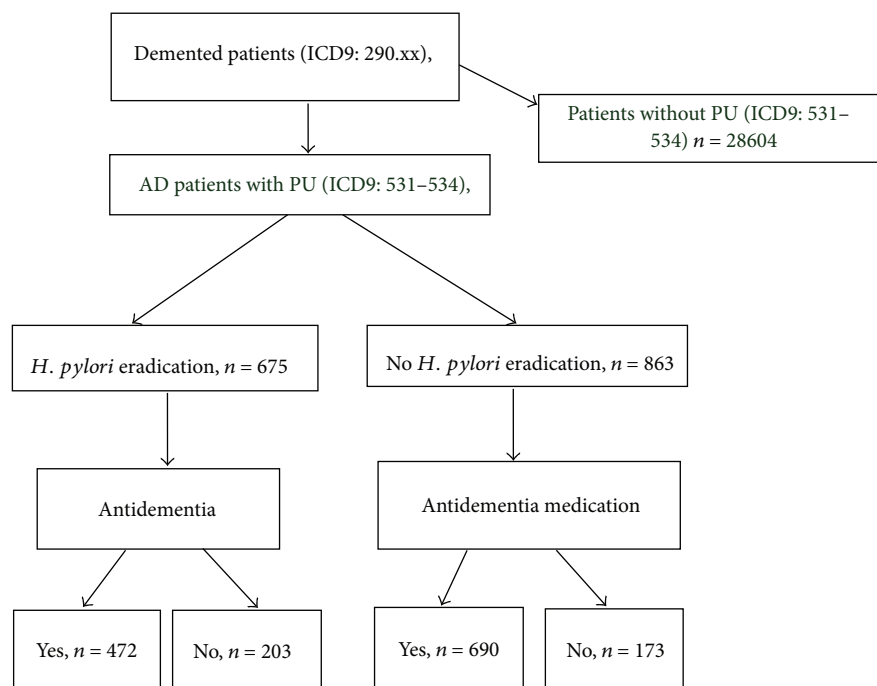 Demented patients (ICD9: 290.xx),
Patients without PU (ICD9: 531–
534) n = 28604
AD patients with PU (ICD9: 531–534),
H. pylori eradication, n = 675
No H. pylori eradication, n = 863
Antidementia
Antidementia medication
Yes, n = 472
No, n = 203
Yes, n = 690
No, n = 173